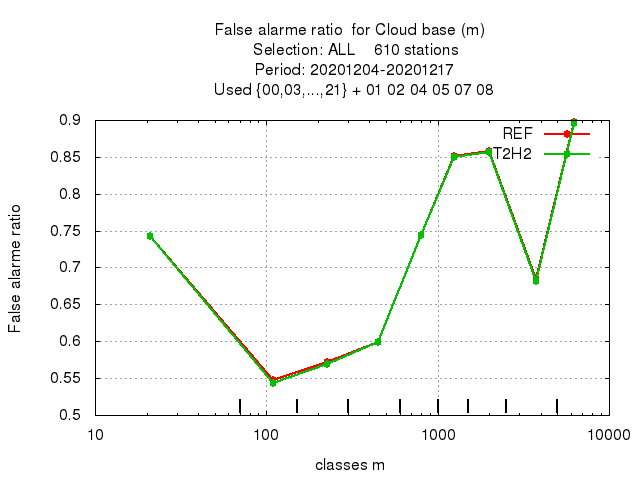 False alarme ratio  for Cloud base (m)
Selection: ALL    610 stations
Period: 20201204-20201217
Used {00,03,...,21} + 01 02 04 05 07 08
REF
T2H2
0.9
0.85
0.8
0.75
0.7
0.65
0.6
0.55
0.5
False alarme ratio
10
100
1000
10000
classes m